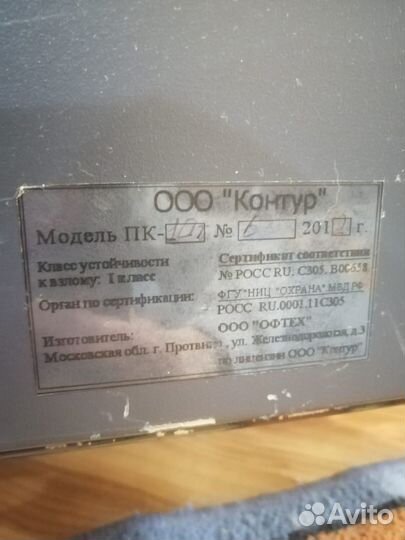 ООО "Контур"
Модель ПК- № 6 201 г.
Класс устойчивости
к взлому: I класс
Сертификат соответствия
№ РОСС RU. С305. В00558
Орган по сертификации:
ФГУ "НИЦ "ОХРАНА" МВД РФ
РОСС RU.0001.11С305
Изготовитель: ООО "ОФТЕХ"
Московская обл. г. Протвино, ул. Железнодорожная, д.3
по лицензии ООО "Контур"
Avito